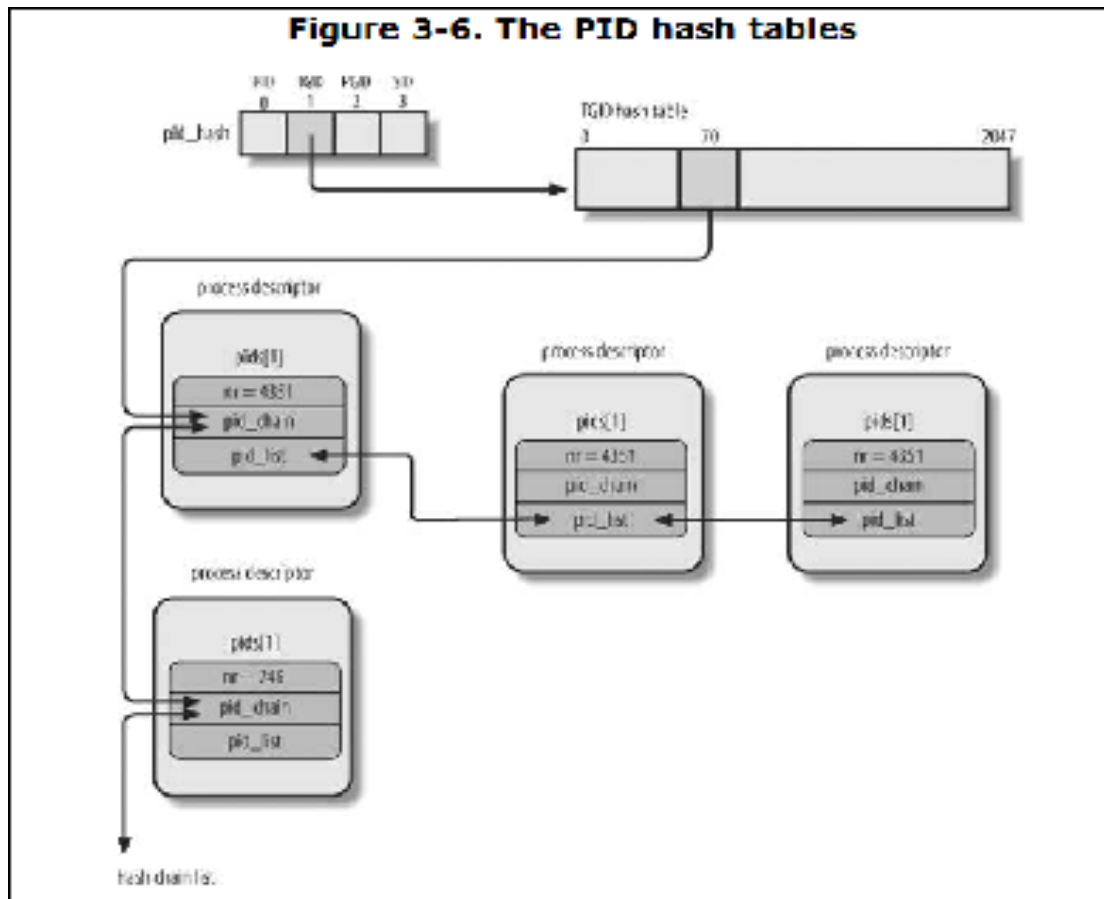 Figure 3-6. The PID hash tables
PID TGID PGID SID
0 1 2 3
pid_hash
TGID hash table
0 70 2047
process descriptor
pids[1]
nr = 4351
pid_chain
pid_list
process descriptor
pids[1]
nr = 4351
pid_chain
pid_list
process descriptor
pids[1]
nr = 4351
pid_chain
pid_list
process descriptor
pids[1]
nr = 246
pid_chain
pid_list
hash chain list